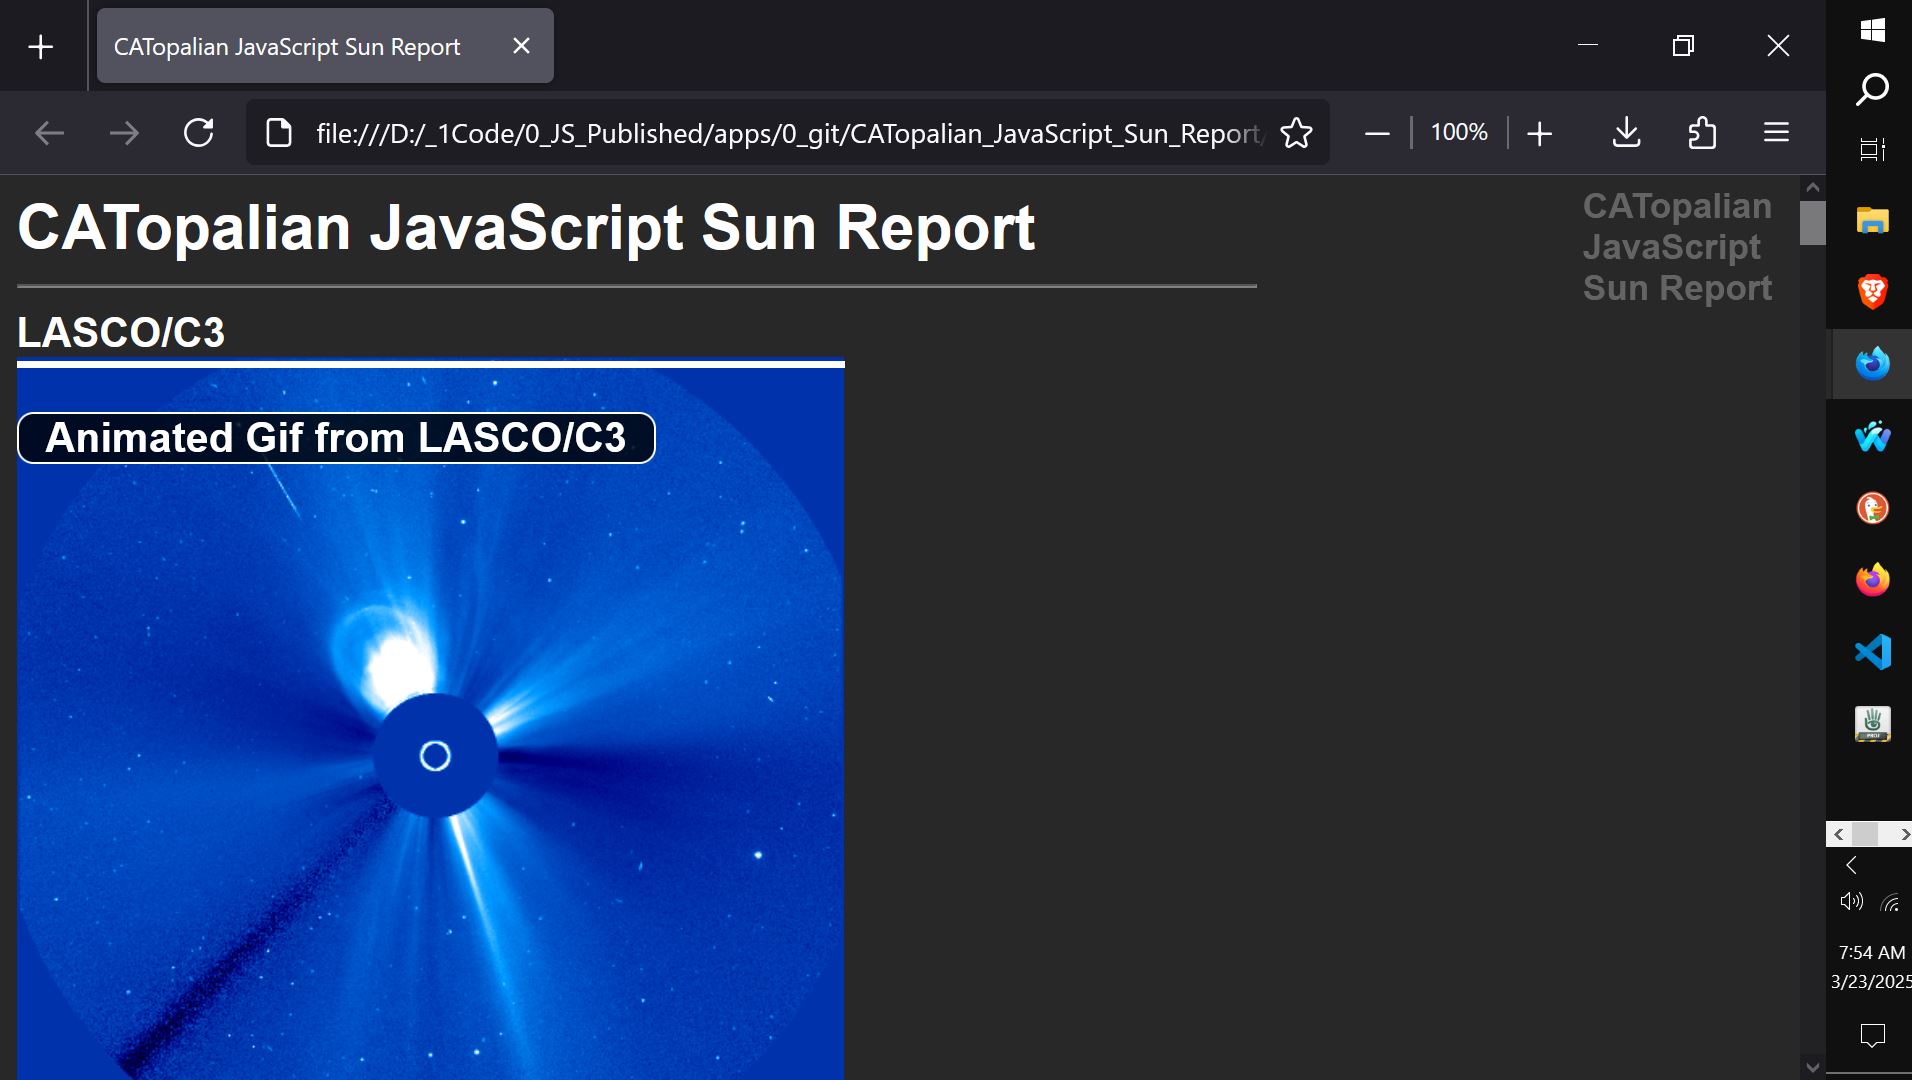 CATopalian JavaScript Sun Report
file:///D:/_1Code/0_JS_Published/apps/0_git/CATopalian_JavaScript_Sun_Report/
100%
CATopalian JavaScript Sun Report
CATopalian
JavaScript
Sun Report
LASCO/C3
Animated Gif from LASCO/C3
PROJ
7:54 AM
3/23/2025